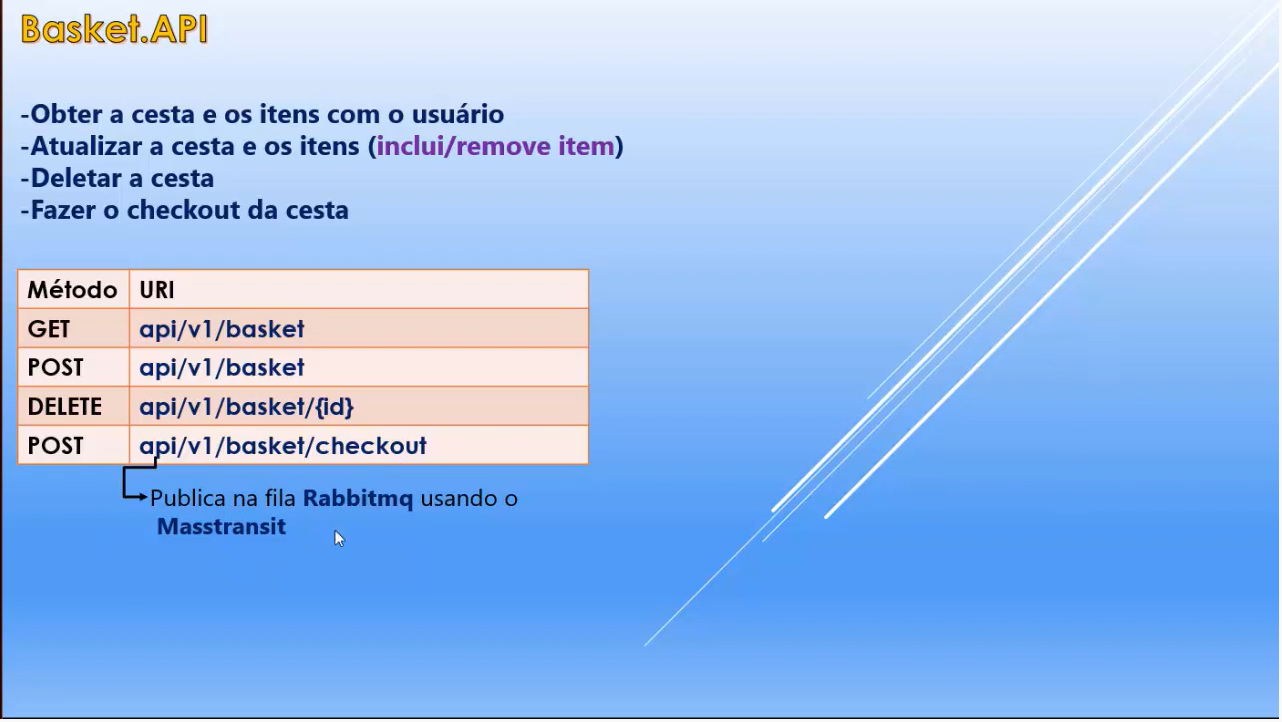 Basket.API
-Obter a cesta e os itens com o usuário
-Atualizar a cesta e os itens (inclui/remove item)
-Deletar a cesta
-Fazer o checkout da cesta
Método URI
GET api/v1/basket
POST api/v1/basket
DELETE api/v1/basket/{id}
POST api/v1/basket/checkout
Publica na fila Rabbitmq usando o
Masstransit